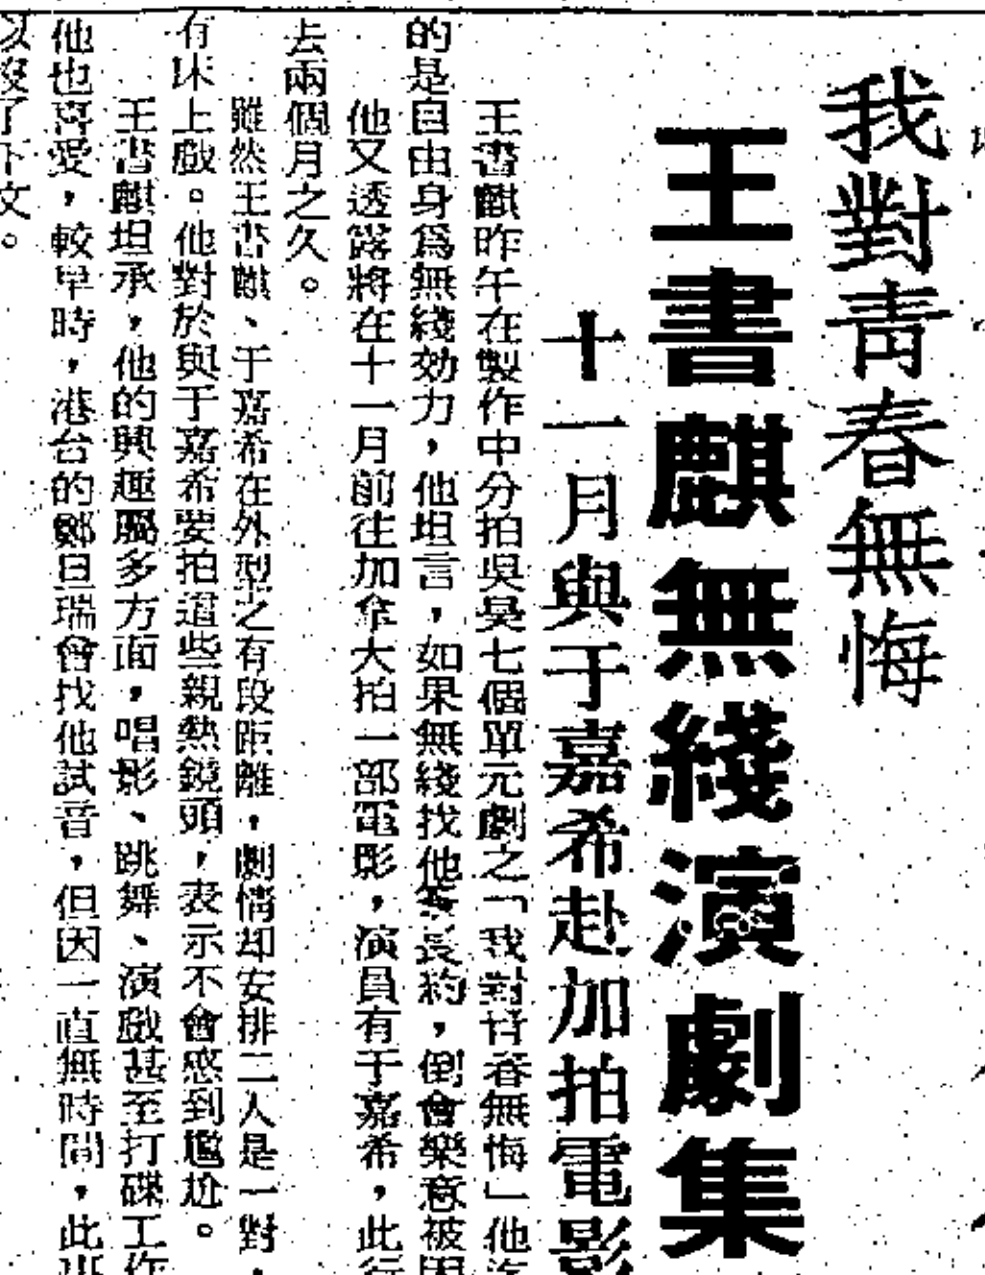 我對青春無悔
王書麒無綫演劇集
十一月與于嘉希赴加拍電影
王書麒昨午在製作中分拍吳昊七個單元劇之「我對青春無悔」他
的是自由身爲無綫効力，他坦言，如果無綫找他簽長約，倒會樂意被
他又透露將在十一月前往加拿大拍一部電影，演員有于嘉希，此行
去兩個月之久。
雖然王書麒、于嘉希在外型之有段距離，劇情却安排二人是一對，
有床上戲。他對於與于嘉希要拍這些親熱鏡頭，表示不會感到尷尬。
王書麒坦承，他的興趣屬多方面，唱影、跳舞、演戲甚至打碟工作
他也喜愛，較早時，港台的鄭旦瑞會找他試音，但因一直無時間，此事
以沒了下文。